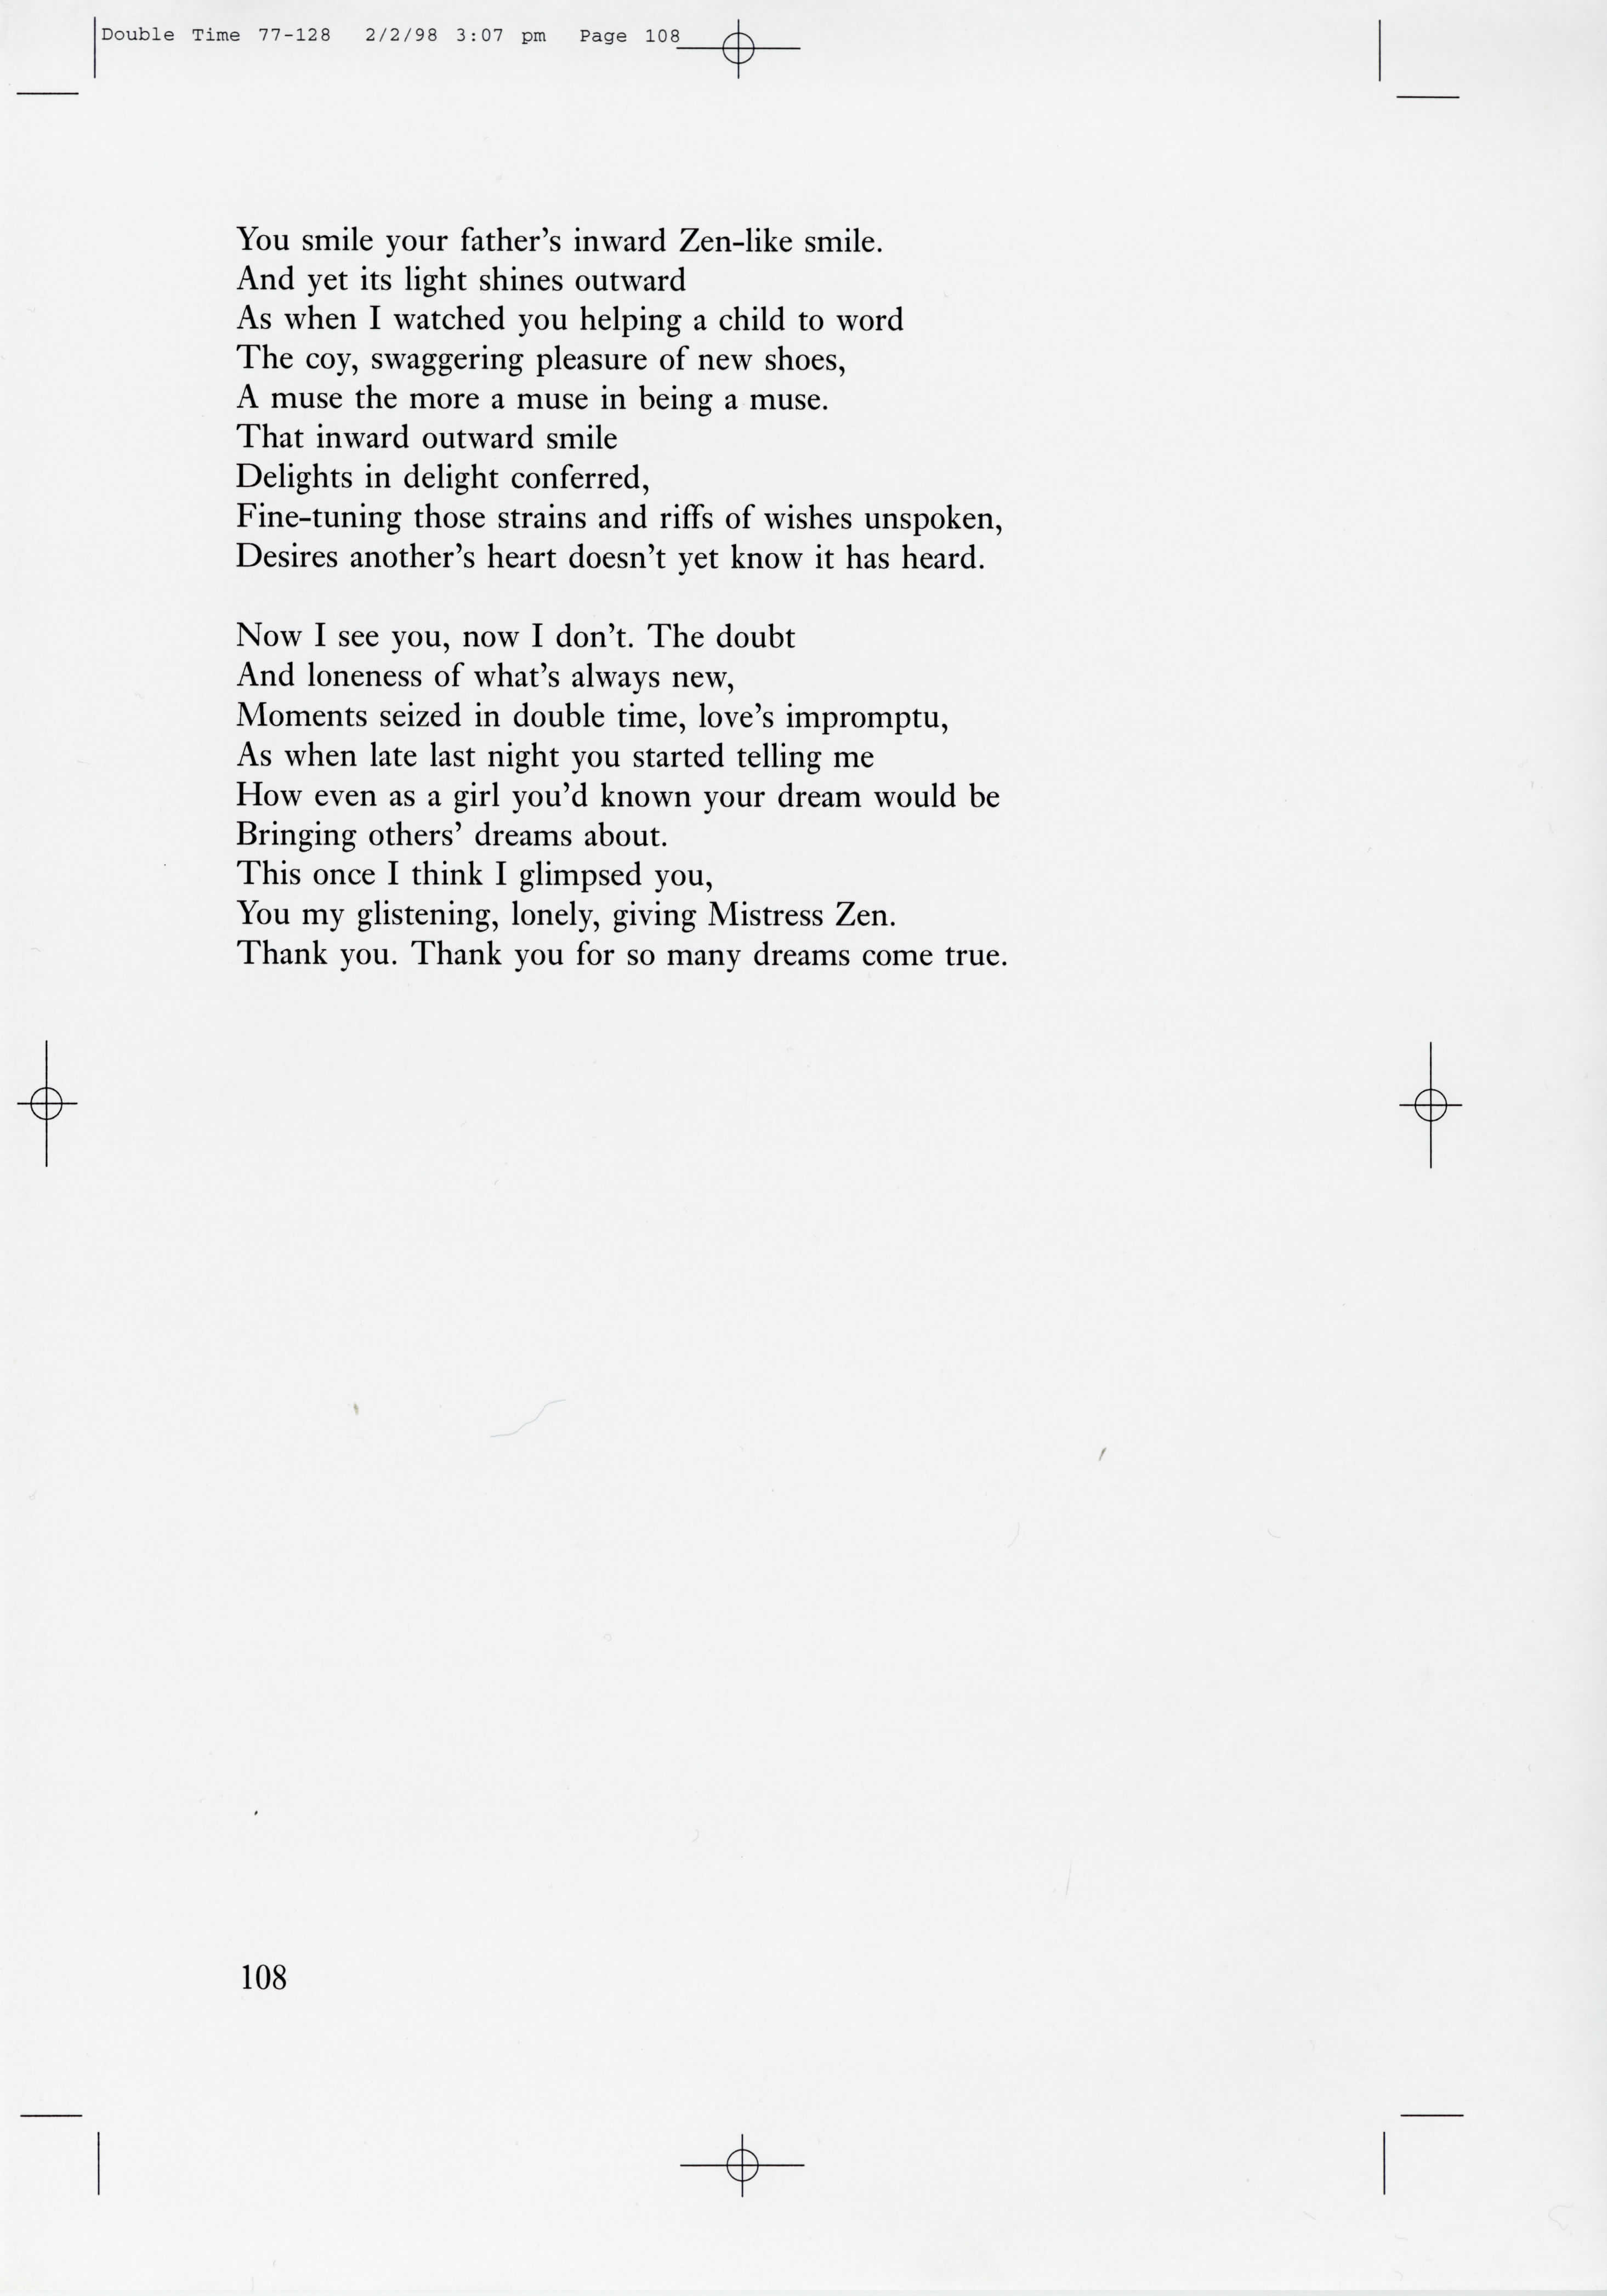 Double Time 77-128 2/2/98 3:07 pm Page 108
You smile your father’s inward Zen-like smile.
And yet its light shines outward
As when I watched you helping a child to word
The coy, swaggering pleasure of new shoes,
A muse the more a muse in being a muse.
That inward outward smile
Delights in delight conferred,
Fine-tuning those strains and riffs of wishes unspoken,
Desires another’s heart doesn’t yet know it has heard.

Now I see you, now I don’t. The doubt
And loneness of what’s always new,
Moments seized in double time, love’s impromptu,
As when late last night you started telling me
How even as a girl you’d known your dream would be
Bringing others’ dreams about.
This once I think I glimpsed you,
You my glistening, lonely, giving Mistress Zen.
Thank you. Thank you for so many dreams come true.

108